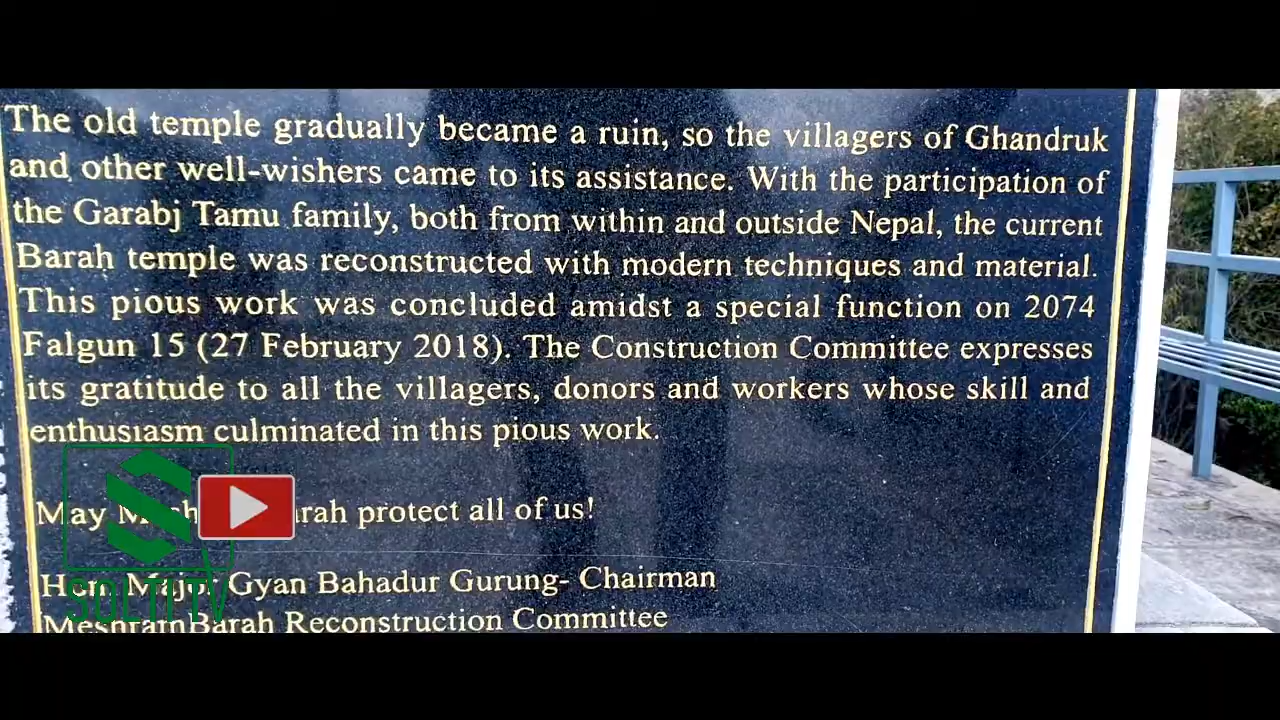 The old temple gradually became a ruin, so the villagers of Ghandruk
and other well-wishers came to its assistance. With the participation of
the Garabj Tamu family, both from within and outside Nepal, the current
Barah temple was reconstructed with modern techniques and material.
This pious work was concluded amidst a special function on 2074
Falgun 15 (27 February 2018). The Construction Committee expresses
its gratitude to all the villagers, donors and workers whose skill and
enthusiasm culminated in this pious work.
May protect all of us!
Major Gyan Bahadur Gurung- Chairman
Barah Reconstruction Committee
SOLTI TV